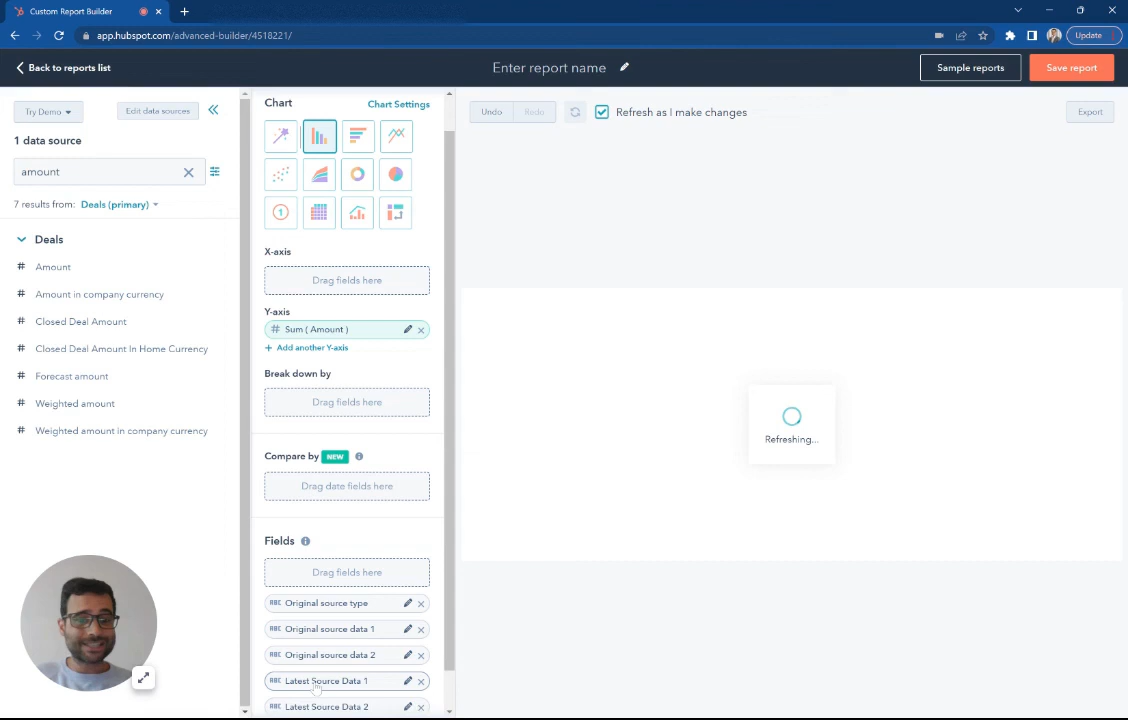 Custom Report Builder
app.hubspot.com/advanced-builder/4518221/
Update
Back to reports list
Enter report name
Sample reports
Save report
Try Demo
Edit data sources
Chart
Chart Settings
Undo
Redo
Refresh as I make changes
Export
1 data source
amount
7 results from: Deals (primary)
Deals
# Amount
# Amount in company currency
# Closed Deal Amount
# Closed Deal Amount In Home Currency
# Forecast amount
# Weighted amount
# Weighted amount in company currency
1
X-axis
Drag fields here
Y-axis
# Sum ( Amount )
+ Add another Y-axis
Break down by
Drag fields here
Compare by NEW
Drag date fields here
Fields
Drag fields here
ABC Original source type
ABC Original source data 1
ABC Original source data 2
ABC Latest Source Data 1
ABC Latest Source Data 2
Refreshing...